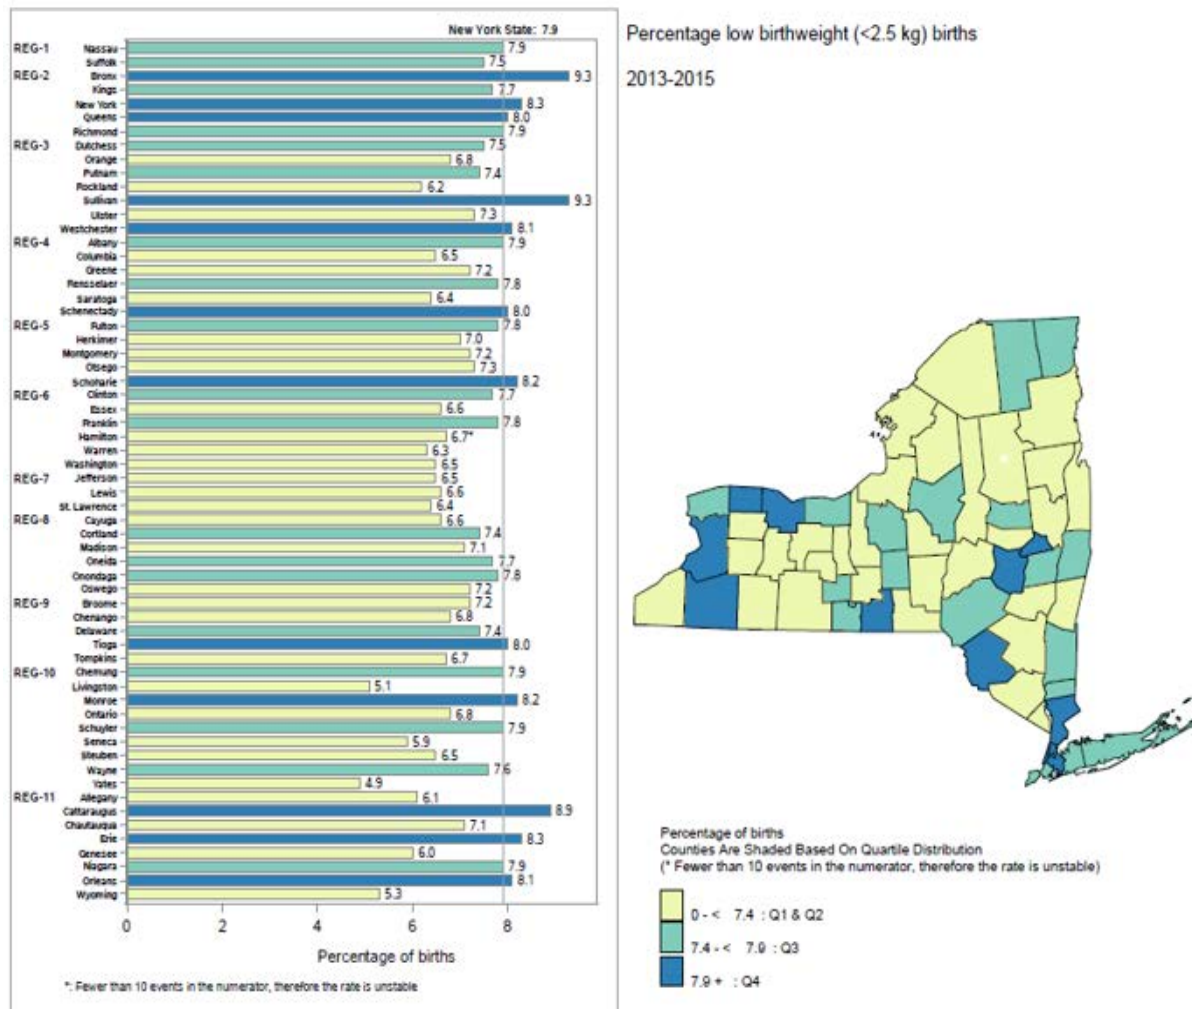 New York State: 7.9
REG-1 Nassau 7.9
Suffolk 7.5
REG-2 Bronx 9.3
Kings 7.7
New York 8.3
Queens 8.0
Richmond 7.9
REG-3 Dutchess 7.5
Orange 6.8
Putnam 7.4
Rockland 6.2
Sullivan 9.3
Ulster 7.3
Westchester 8.1
REG-4 Albany 7.9
Columbia 6.5
Greene 7.2
Rensselaer 7.8
Saratoga 6.4
Schenectady 8.0
REG-5 Fulton 7.8
Herkimer 7.0
Montgomery 7.2
Otsego 7.3
Schoharie 8.2
REG-6 Clinton 7.7
Essex 6.6
Franklin 7.8
Hamilton 6.7*
Warren 6.3
Washington 6.5
REG-7 Jefferson 6.5
Lewis 6.6
St. Lawrence 6.4
REG-8 Cayuga 6.6
Cortland 7.4
Madison 7.1
Oneida 7.7
Onondaga 7.8
Oswego 7.2
REG-9 Broome 7.2
Chenango 6.8
Delaware 7.4
Tioga 8.0
Tompkins 6.7
REG-10 Chemung 7.9
Livingston 5.1
Monroe 8.2
Ontario 6.8
Schuyler 7.9
Seneca 5.9
Steuben 6.5
Wayne 7.6
Yates 4.9
REG-11 Allegany 6.1
Cattaraugus 8.9
Chautauqua 7.1
Erie 8.3
Genesee 6.0
Niagara 7.9
Orleans 8.1
Wyoming 5.3
0 2 4 6 8
Percentage of births
*: Fewer than 10 events in the numerator, therefore the rate is unstable
Percentage low birthweight (<2.5 kg) births
2013-2015
Percentage of births
Counties Are Shaded Based On Quartile Distribution
(* Fewer than 10 events in the numerator, therefore the rate is unstable)
0 - < 7.4 : Q1 & Q2
7.4 - < 7.9 : Q3
7.9 + : Q4